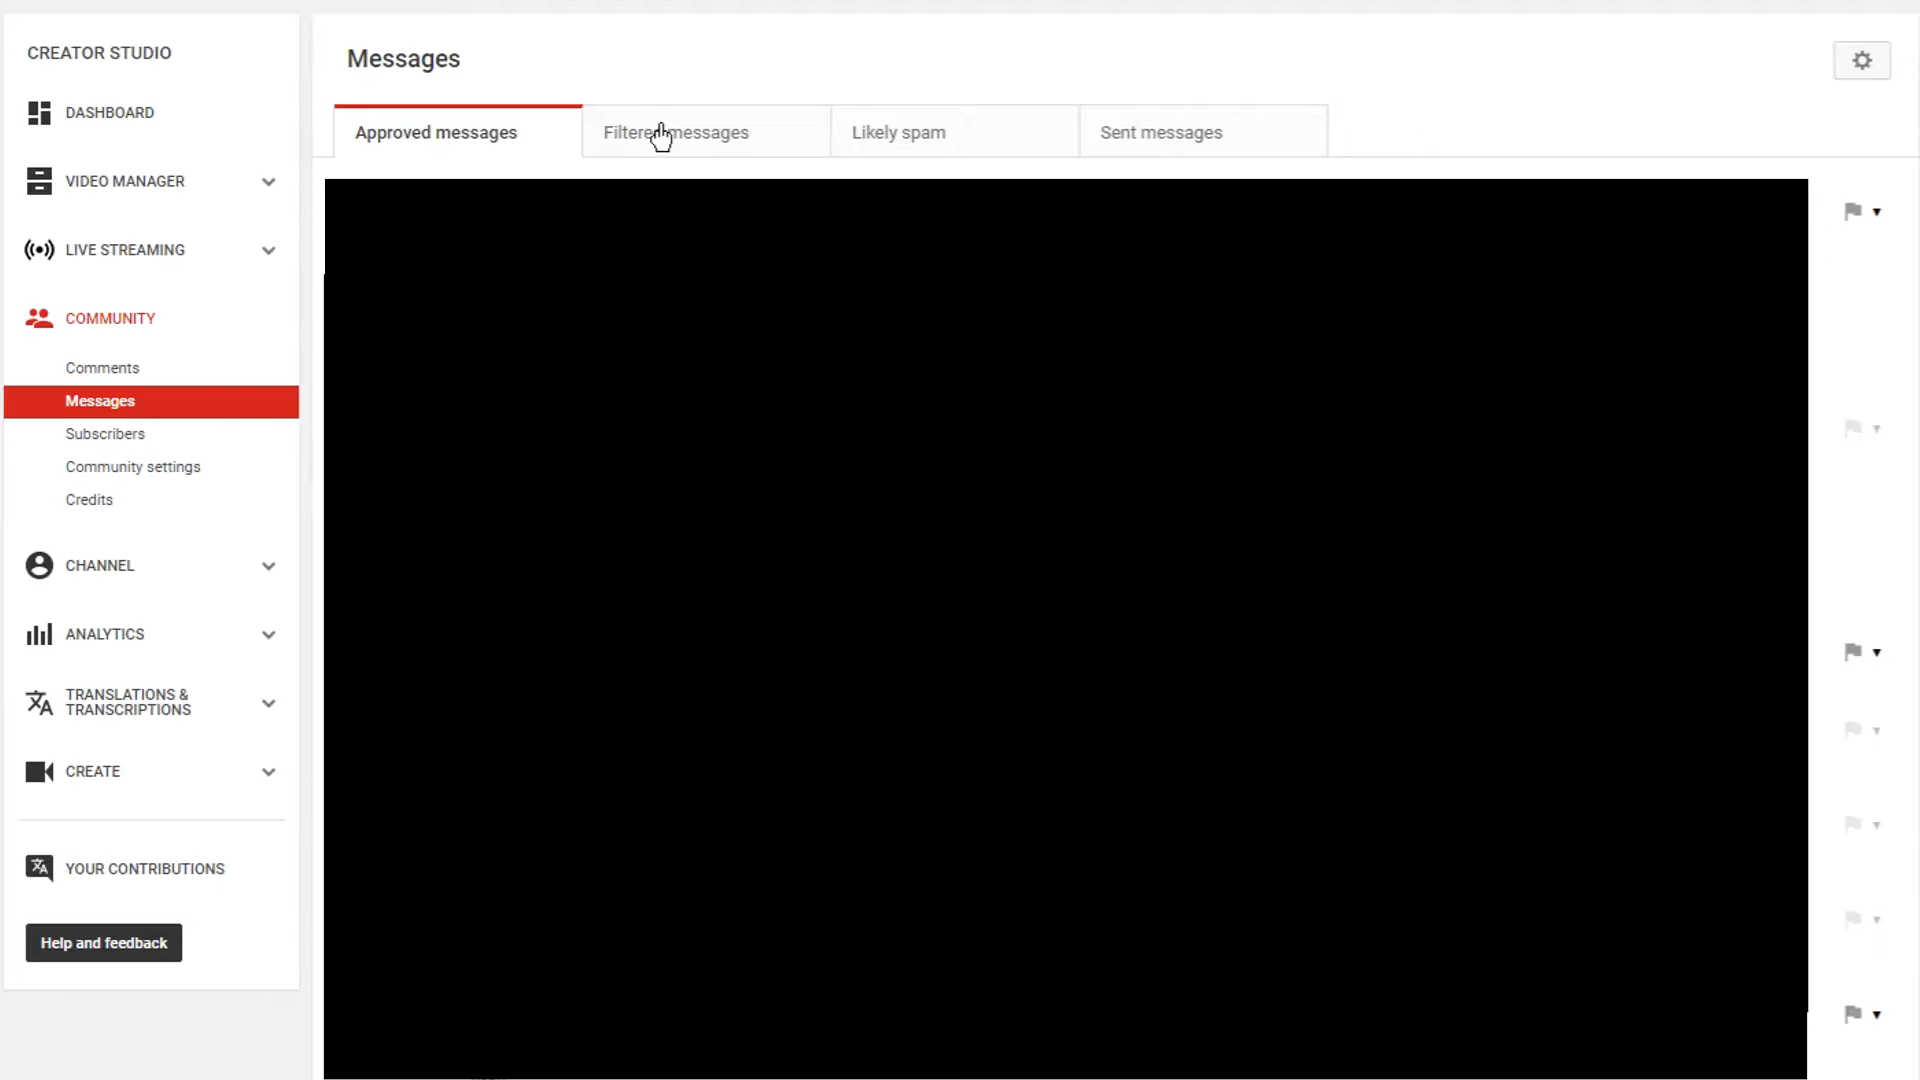 CREATOR STUDIO
DASHBOARD
VIDEO MANAGER
LIVE STREAMING
COMMUNITY
Comments
Messages
Subscribers
Community settings
Credits
CHANNEL
ANALYTICS
TRANSLATIONS &
TRANSCRIPTIONS
CREATE
YOUR CONTRIBUTIONS
Help and feedback
Messages
Approved messages
Filtered messages
Likely spam
Sent messages